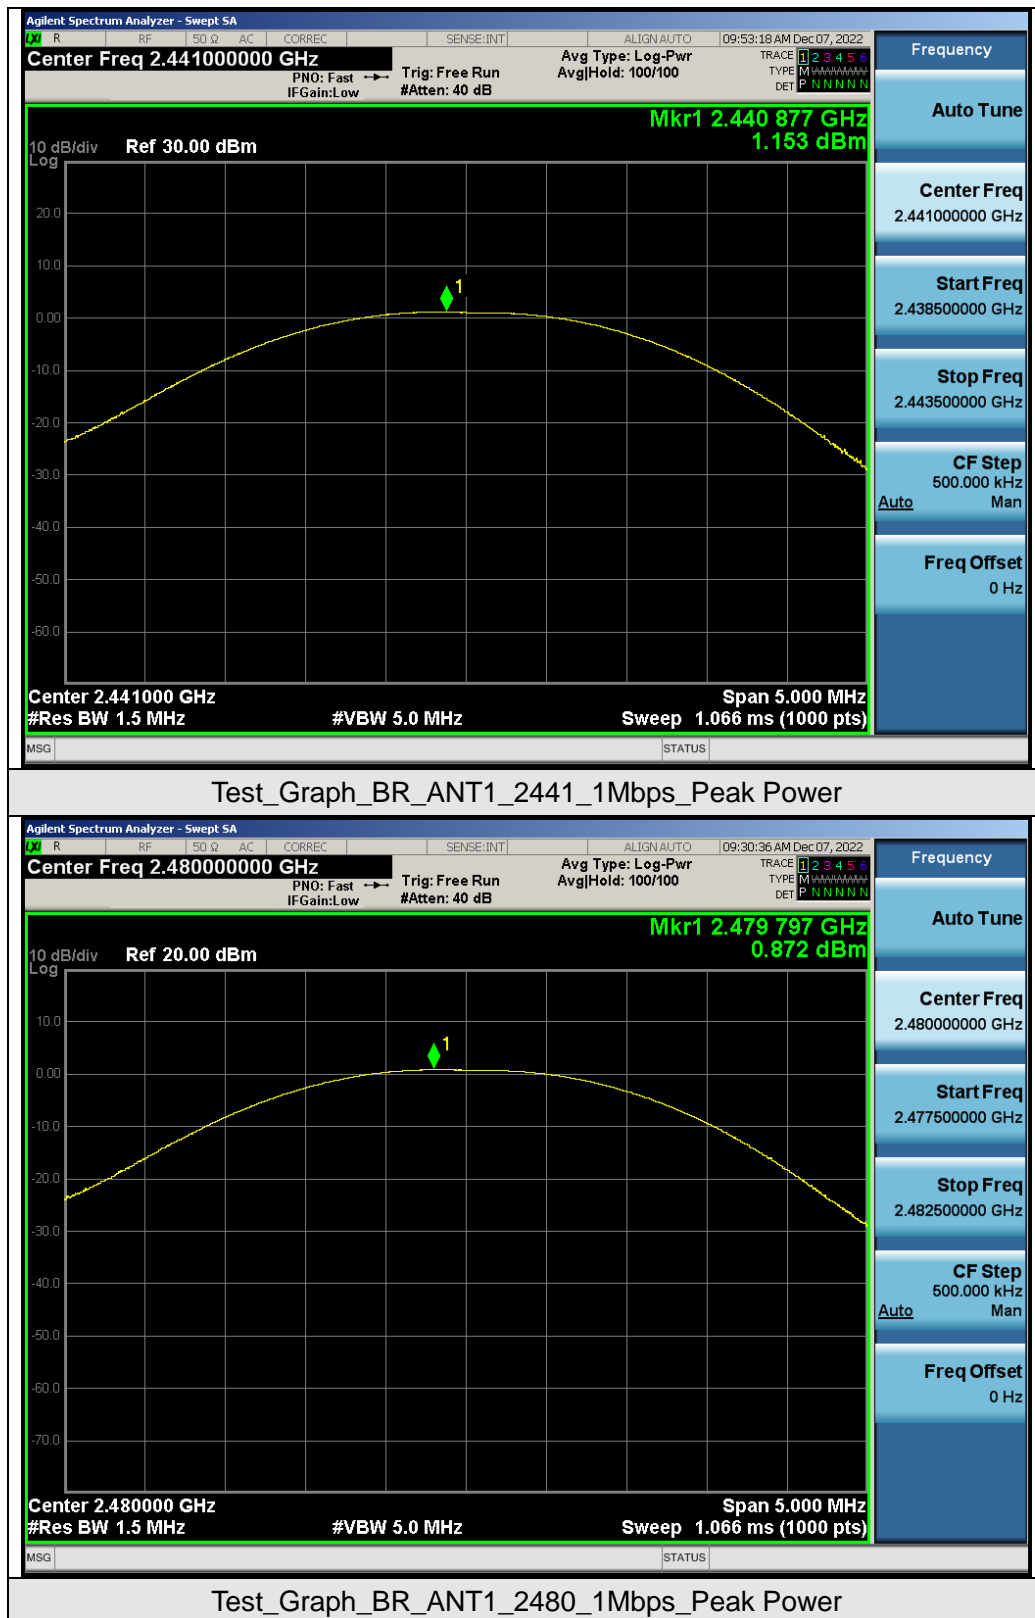 Agilent Spectrum Analyzer - Swept SA
LXI R RF 50 Ω AC CORREC SENSE:INT ALIGN AUTO 09:53:18 AM Dec 07, 2022
Center Freq 2.441000000 GHz
PNO: Fast
IFGain:Low
Trig: Free Run
#Atten: 40 dB
Avg Type: Log-Pwr
Avg|Hold: 100/100
TRACE 1 2 3 4 5 6
TYPE M WWWWW
DET P N N N N N
Mkr1 2.440 877 GHz
1.153 dBm
10 dB/div Ref 30.00 dBm
Log
20.0
10.0
0.00
-10.0
-20.0
-30.0
-40.0
-50.0
-60.0
1
Center 2.441000 GHz Span 5.000 MHz
#Res BW 1.5 MHz #VBW 5.0 MHz Sweep 1.066 ms (1000 pts)
MSG STATUS
Frequency
Auto Tune
Center Freq
2.441000000 GHz
Start Freq
2.438500000 GHz
Stop Freq
2.443500000 GHz
CF Step
500.000 kHz
Auto Man
Freq Offset
0 Hz
Test_Graph_BR_ANT1_2441_1Mbps_Peak Power
Agilent Spectrum Analyzer - Swept SA
LXI R RF 50 Ω AC CORREC SENSE:INT ALIGN AUTO 09:30:36 AM Dec 07, 2022
Center Freq 2.480000000 GHz
PNO: Fast
IFGain:Low
Trig: Free Run
#Atten: 40 dB
Avg Type: Log-Pwr
Avg|Hold: 100/100
TRACE 1 2 3 4 5 6
TYPE M WWWWW
DET P N N N N N
Mkr1 2.479 797 GHz
0.872 dBm
10 dB/div Ref 20.00 dBm
Log
10.0
0.00
-10.0
-20.0
-30.0
-40.0
-50.0
-60.0
-70.0
1
Center 2.480000 GHz Span 5.000 MHz
#Res BW 1.5 MHz #VBW 5.0 MHz Sweep 1.066 ms (1000 pts)
MSG STATUS
Frequency
Auto Tune
Center Freq
2.480000000 GHz
Start Freq
2.477500000 GHz
Stop Freq
2.482500000 GHz
CF Step
500.000 kHz
Auto Man
Freq Offset
0 Hz
Test_Graph_BR_ANT1_2480_1Mbps_Peak Power